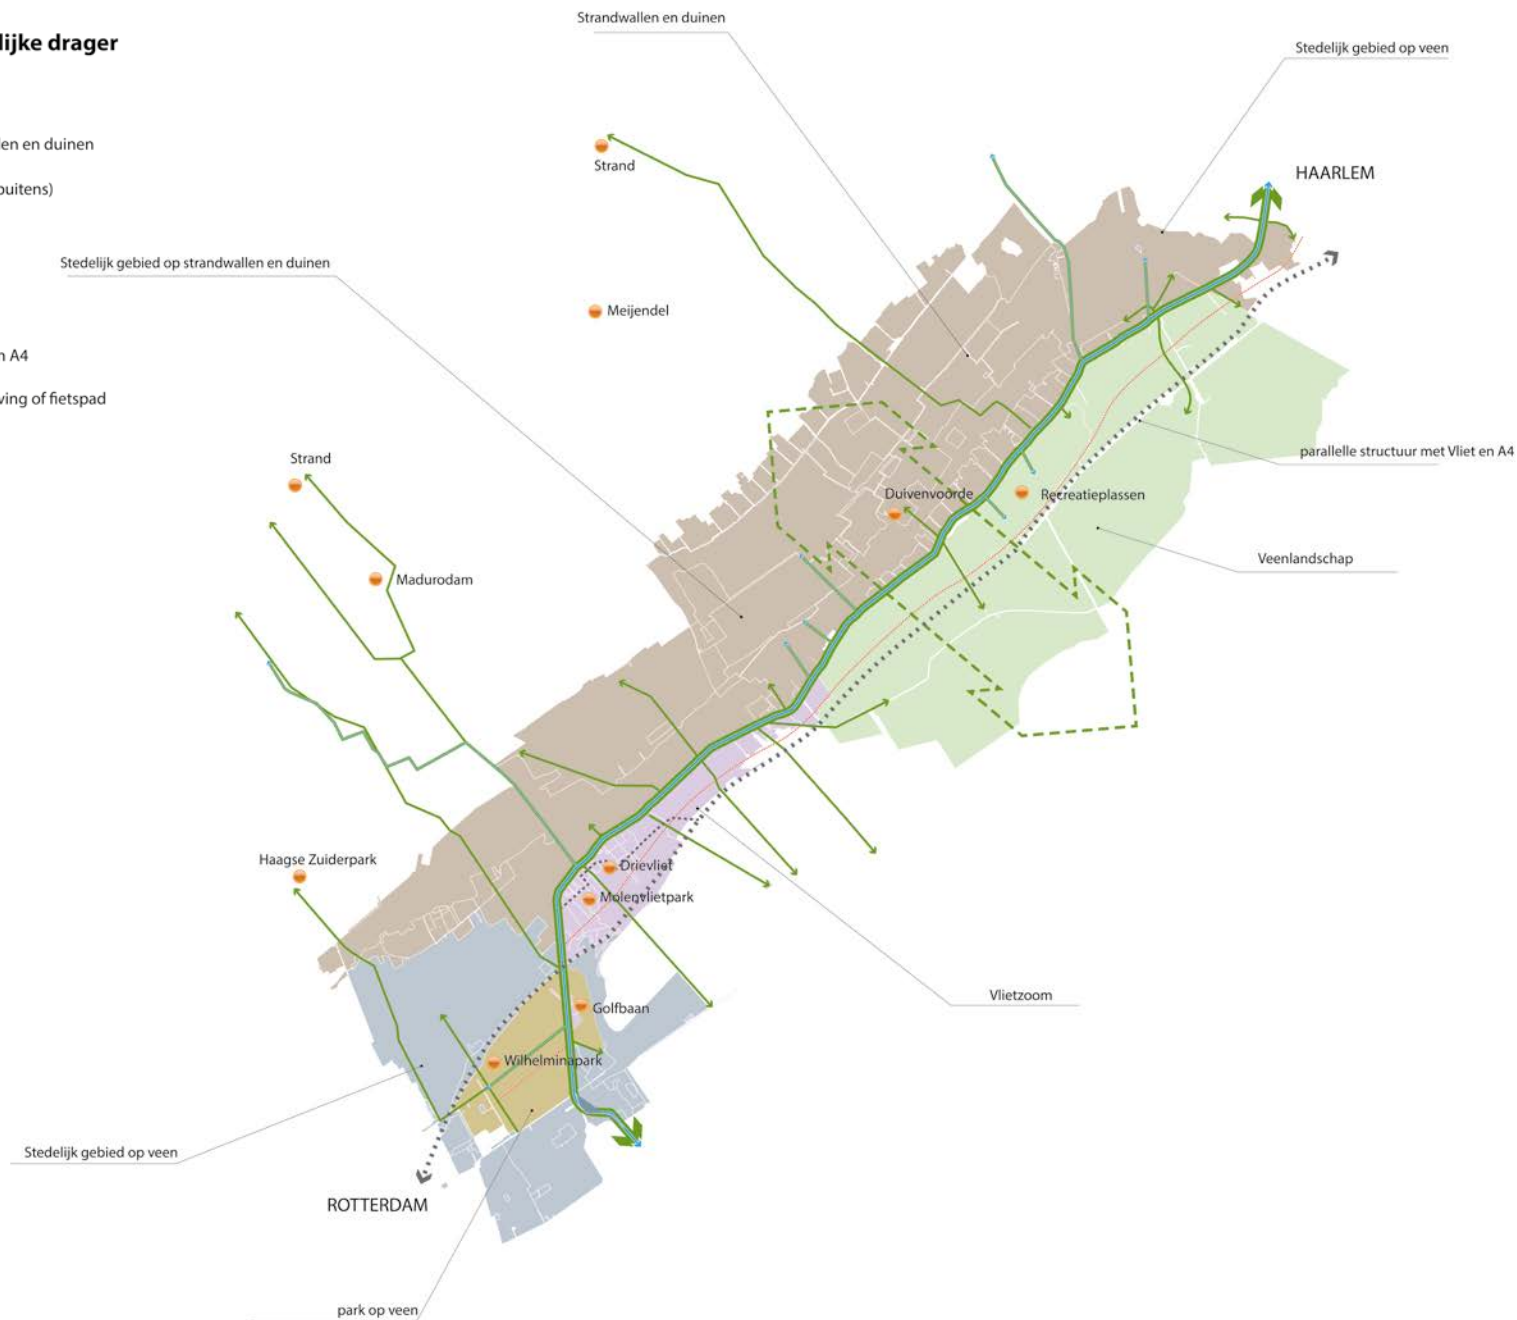 Strandwallen en duinen
lijke drager
Stedelijk gebied op veen
en en duinen
Strand
HAARLEM
buitens)
Stedelijk gebied op strandwallen en duinen
Meijendel
n A4
ving of fietspad
parallelle structuur met Vliet en A4
Strand
Duivenvoorde
Recreatieplassen
Veenlandschap
Madurodam
Haagse Zuiderpark
Drievliet
Molenvlietpark
Vlietzoom
Golfbaan
Wilhelminapark
Stedelijk gebied op veen
ROTTERDAM
park op veen